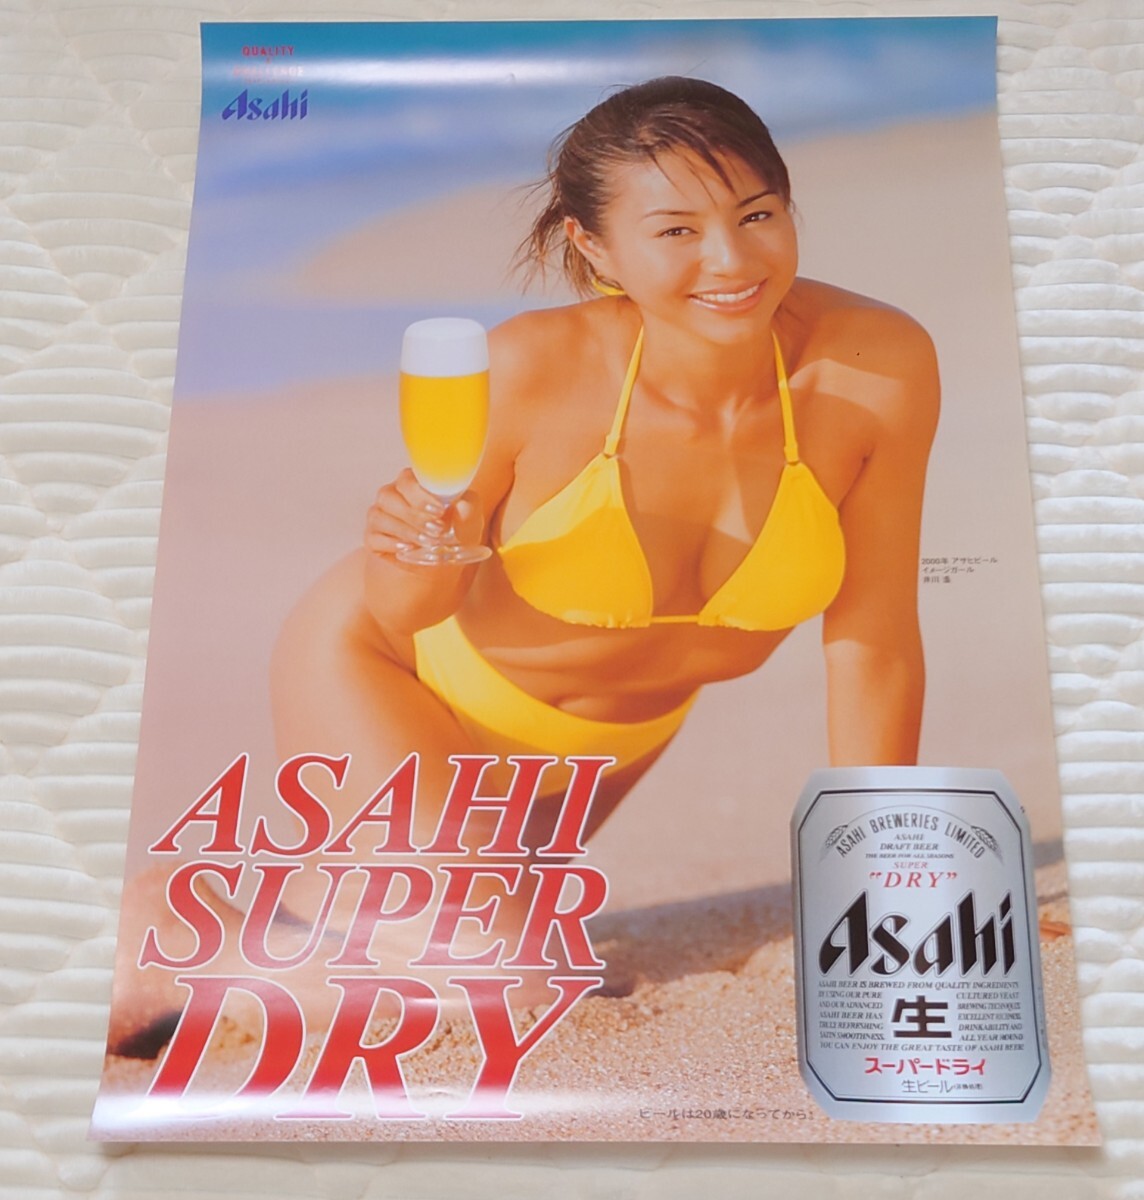 QUALITY
Asahi
2000年 アサヒビール
イメージガール
井川 遥
ASAHI
SUPER
DRY
ASAHI BREWERIES LIMITED
ASAHI
DRAFT BEER
THE BEER FOR ALL SEASONS
SUPER
"DRY"
Asahi
ASAHI BEER IS BREWED FROM QUALITY INGREDIENTS
BY USING OUR PURE CULTURED YEAST
AND OUR ADVANCED BREWING TECHNIQUES.
ASAHI BEER HAS EXCELLENT RICHNESS,
TRULY REFRESHING DRINKABILITY AND
SATIN SMOOTHNESS. ALL YEAR ROUND
YOU CAN ENJOY THE GREAT TASTE OF ASAHI BEER!
生
スーパードライ
生ビール
ビールは20歳になってから。